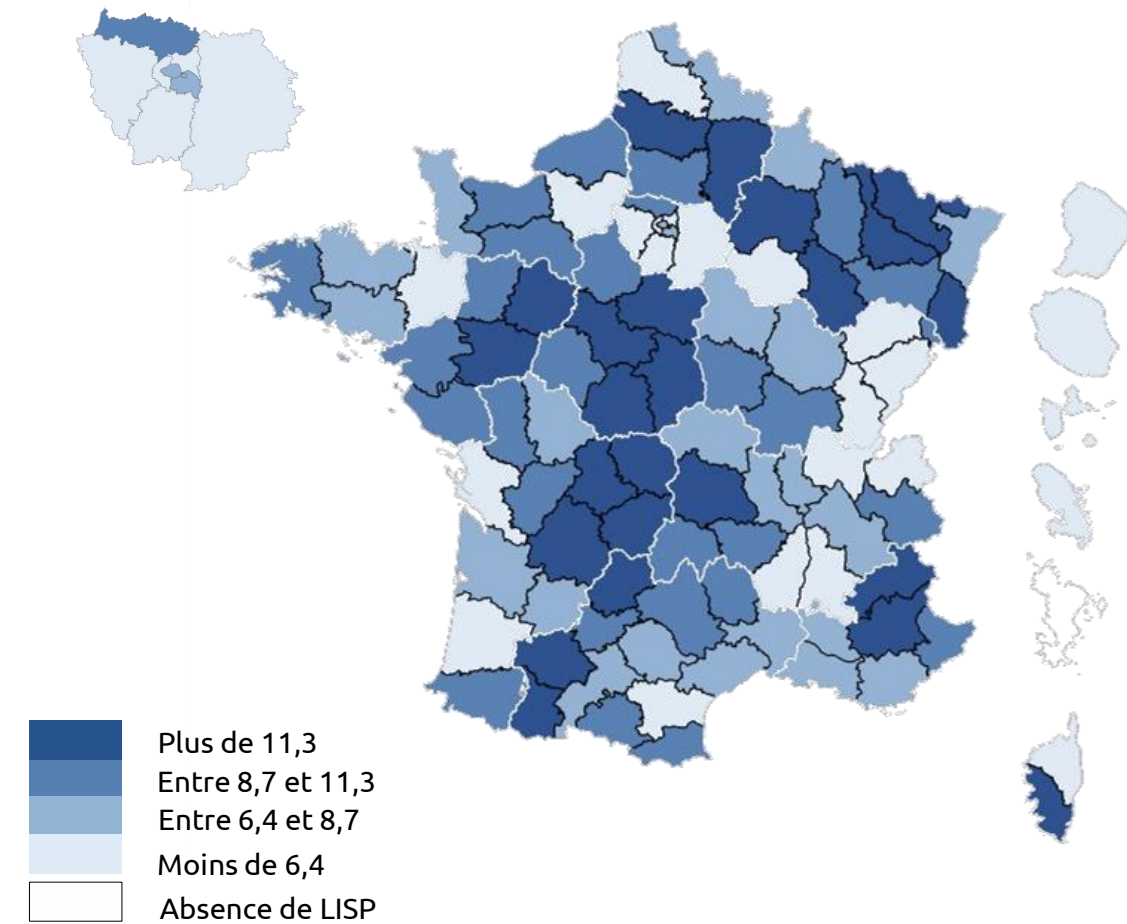 Plus de 11,3
Entre 8,7 et 11,3
Entre 6,4 et 8,7
Moins de 6,4
Absence de LISP